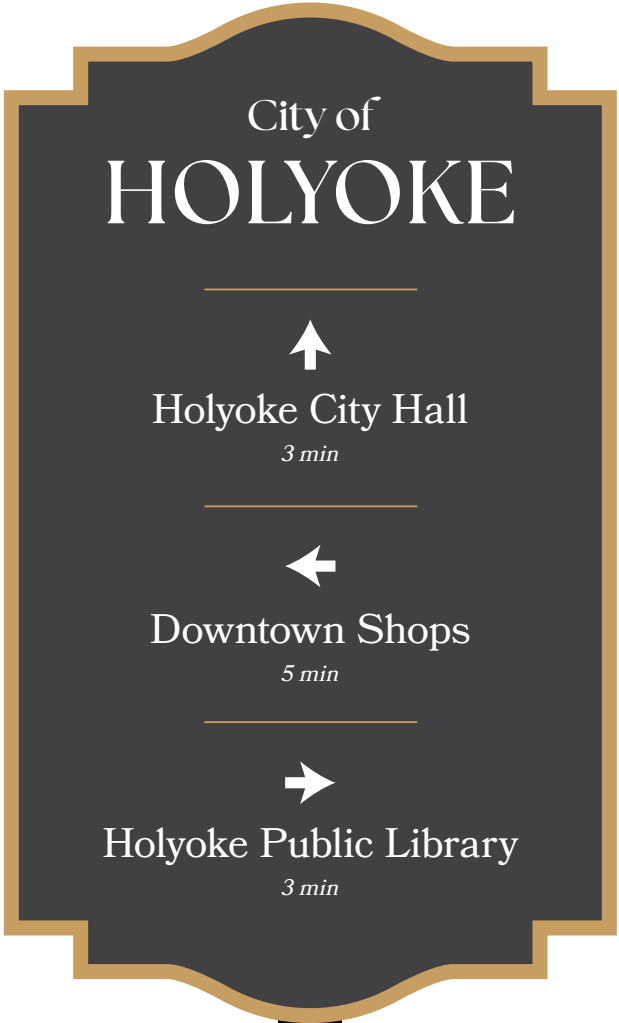 City of
HOLYOKE
Holyoke City Hall
3 min
Downtown Shops
5 min
Holyoke Public Library
3 min